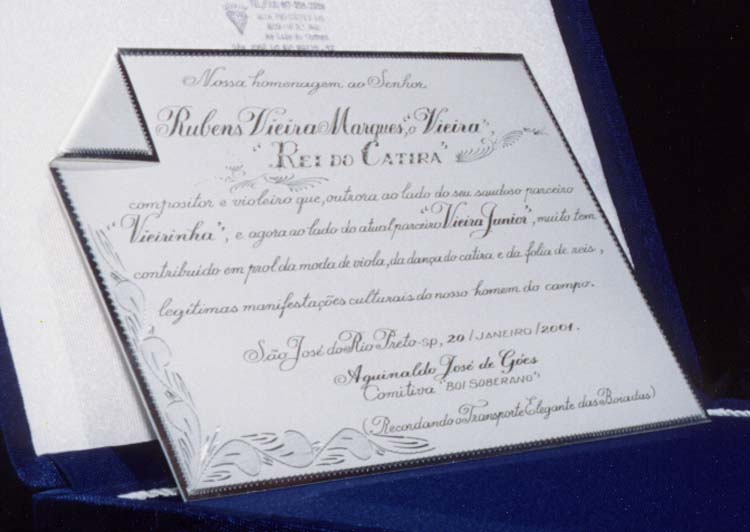 Nossa homenagem ao Senhor
Rubens Vieira Marques, "o Vieira",
"REI DO CATIRA"
compositor e violeiro que, outrora ao lado do seu saudoso parceiro
"Vieirinha", e agora ao lado do atual parceiro "Vieira Junior", muito tem
contribuido em prol da moda de viola, da dança do catira e da folia de reis,
legítimas manifestações culturais do nosso homem do campo.
São José do Rio Preto-SP, 20/JANEIRO/2001.
Aguinaldo José de Góes
Comitiva "BOI SOBERANO"
(Recordando o Transporte Elegante das Boiadas)